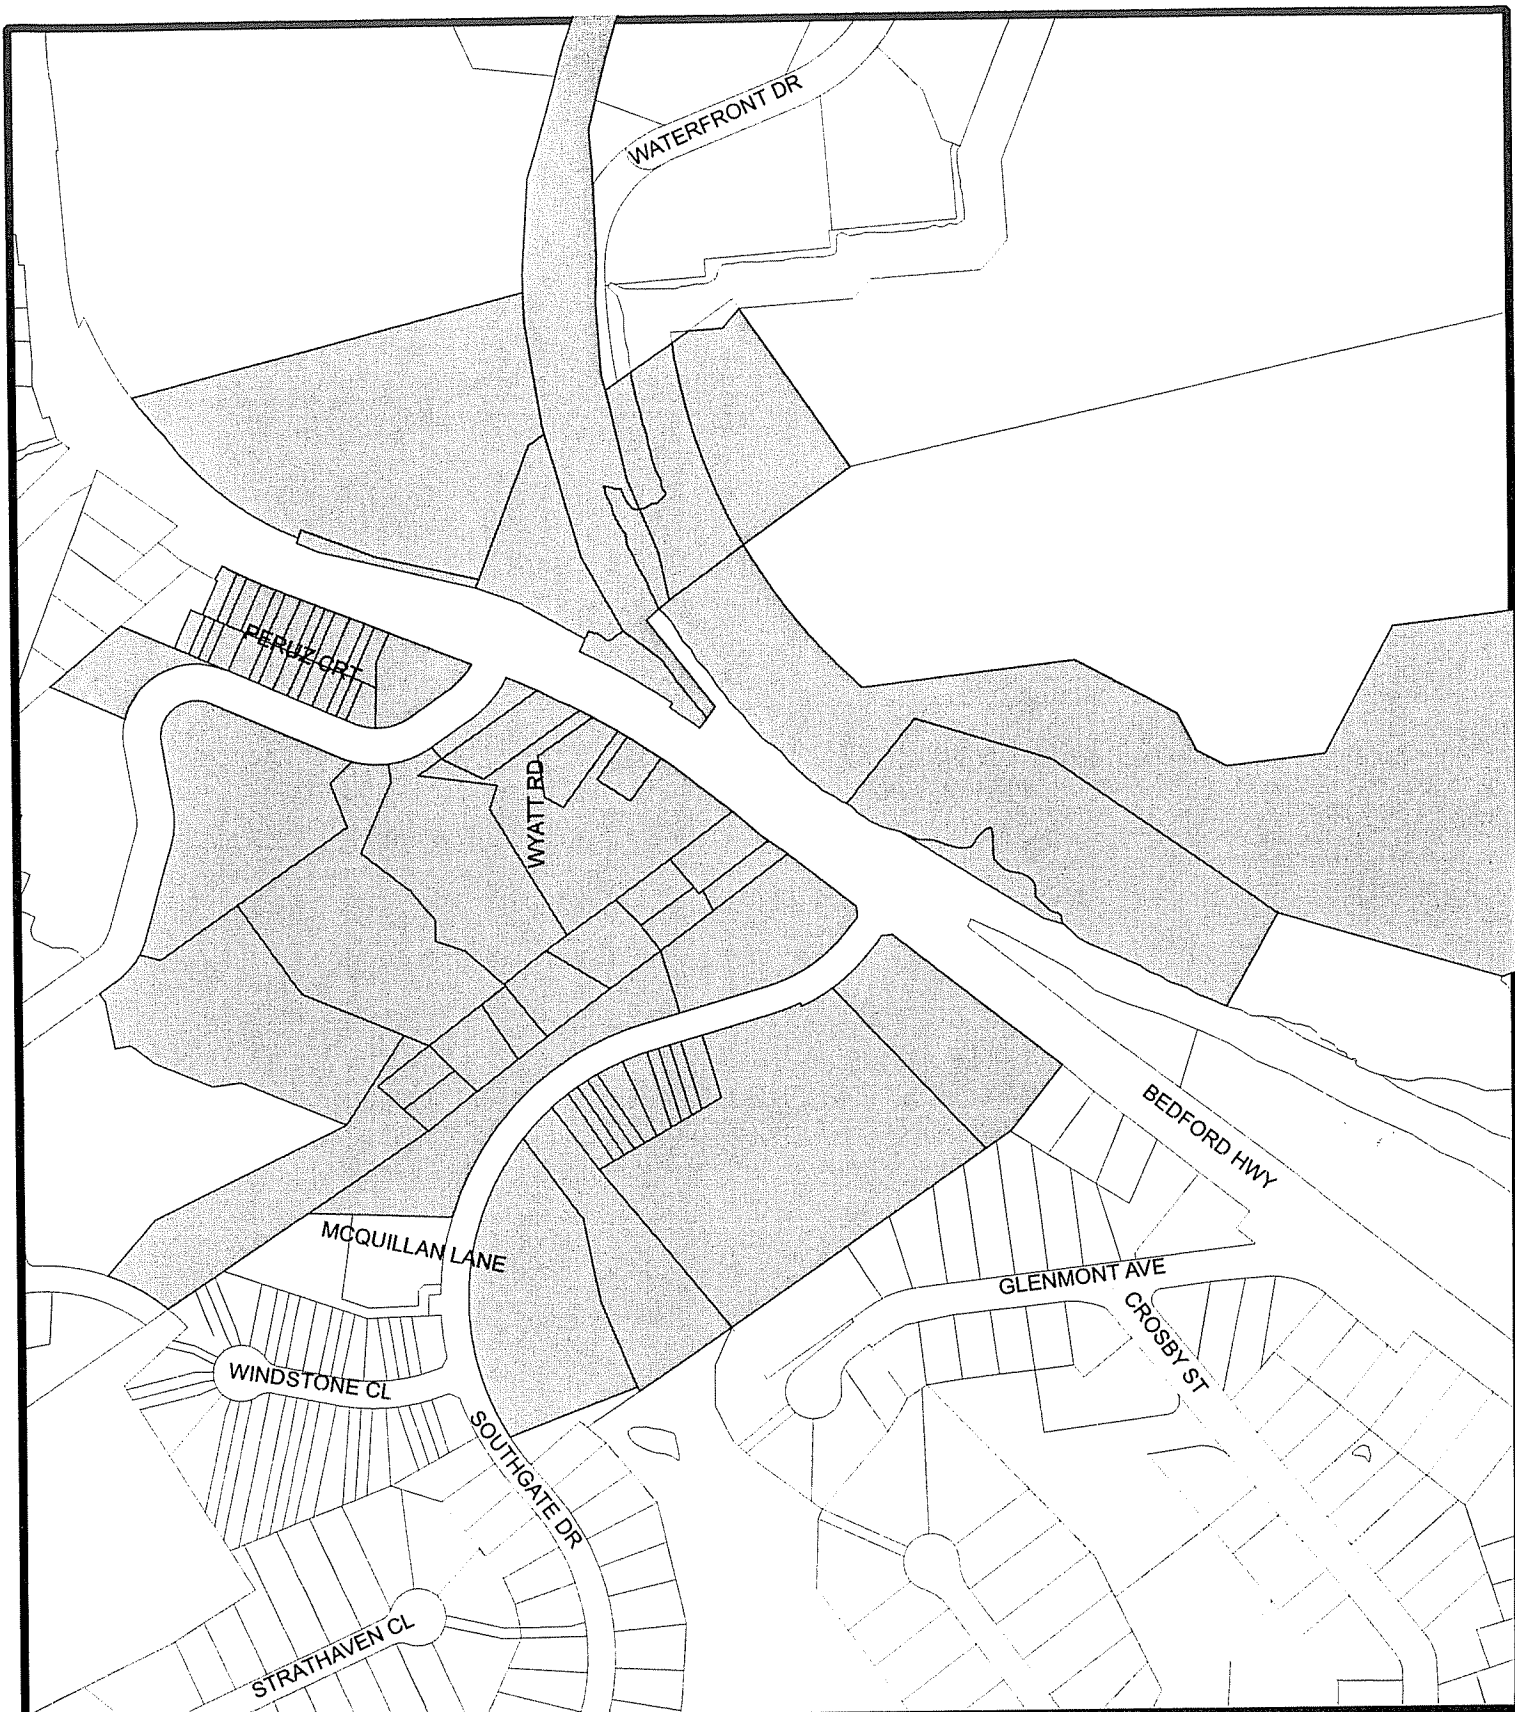 WATERFRONT DR
PERUZ CRT
WYATT RD
BEDFORD HWY
MCQUILLAN LANE
GLENMONT AVE
CROSBY ST
WINDSTONE CL
SOUTHGATE DR
STRATHAVEN CL